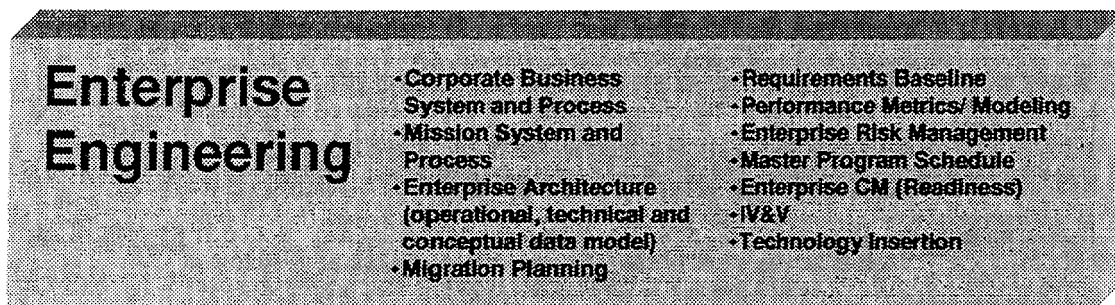 Enterprise
Engineering
•Corporate Business
System and Process
•Mission System and
Process
•Enterprise Architecture
(operational, technical and
conceptual data model)
•Migration Planning
•Requirements Baseline
•Performance Metrics/ Modeling
•Enterprise Risk Management
•Master Program Schedule
•Enterprise CM (Readiness)
•IV&V
•Technology Insertion